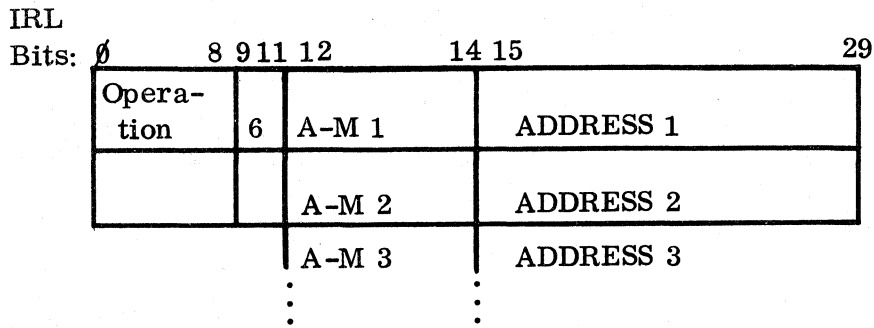 IRL
Bits: 0 8 9 11 12 14 15 29
Opera-
tion 6 A-M 1 ADDRESS 1
A-M 2 ADDRESS 2
A-M 3 ADDRESS 3